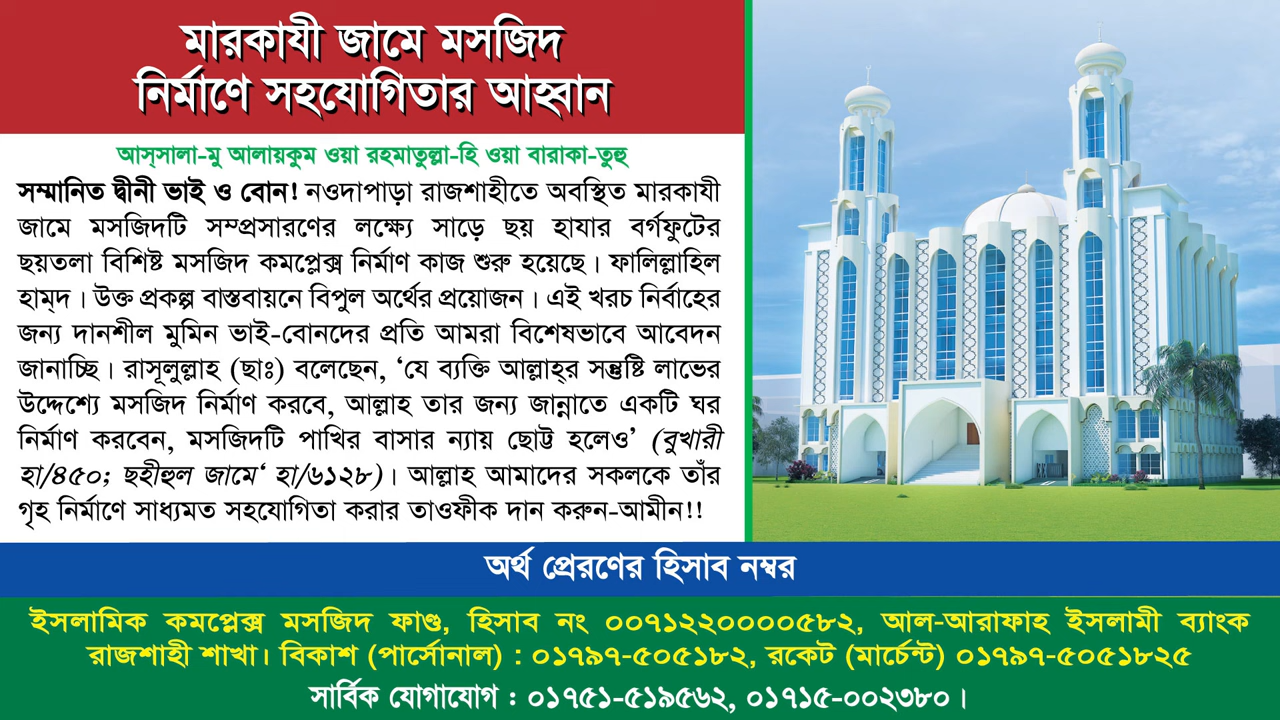 মারকাযী জামে মসজিদ
নির্মাণে সহযোগিতার আহ্বান
আস্সালা-মু আলায়কুম ওয়া রহমাতুল্লা-হি ওয়া বারাকা-তুহু
সম্মানিত দ্বীনী ভাই ও বোন! নওদাপাড়া রাজশাহীতে অবস্থিত মারকাযী
জামে মসজিদটি সম্প্রসারণের লক্ষ্যে সাড়ে ছয় হাযার বর্গফুটের
ছয়তলা বিশিষ্ট মসজিদ কমপ্লেক্স নির্মাণ কাজ শুরু হয়েছে। ফালিল্লাহিল
হাম্দ। উক্ত প্রকল্প বাস্তবায়নে বিপুল অর্থের প্রয়োজন। এই খরচ নির্বাহের
জন্য দানশীল মুমিন ভাই-বোনদের প্রতি আমরা বিশেষভাবে আবেদন
জানাচ্ছি। রাসূলুল্লাহ (ছাঃ) বলেছেন, ‘যে ব্যক্তি আল্লাহ্‌র সন্তুষ্টি লাভের
উদ্দেশ্যে মসজিদ নির্মাণ করবে, আল্লাহ তার জন্য জান্নাতে একটি ঘর
নির্মাণ করবেন, মসজিদটি পাখির বাসার ন্যায় ছোট্ট হলেও’ (বুখারী
হা/৪৫০; ছহীহুল জামে‘ হা/৬১২৮)। আল্লাহ আমাদের সকলকে তাঁর
গৃহ নির্মাণে সাধ্যমত সহযোগিতা করার তাওফীক দান করুন-আমীন!!
অর্থ প্রেরণের হিসাব নম্বর
ইসলামিক কমপ্লেক্স মসজিদ ফাণ্ড, হিসাব নং ০০৭১২২০০০০৫৮২, আল-আরাফাহ ইসলামী ব্যাংক
রাজশাহী শাখা। বিকাশ (পার্সোনাল) : ০১৭৯৭-৫০৫১৮২, রকেট (মার্চেন্ট) ০১৭৯৭-৫০৫১৮২৫
সার্বিক যোগাযোগ : ০১৭৫১-৫১৯৫৬২, ০১৭১৫-০০২৩৮০।